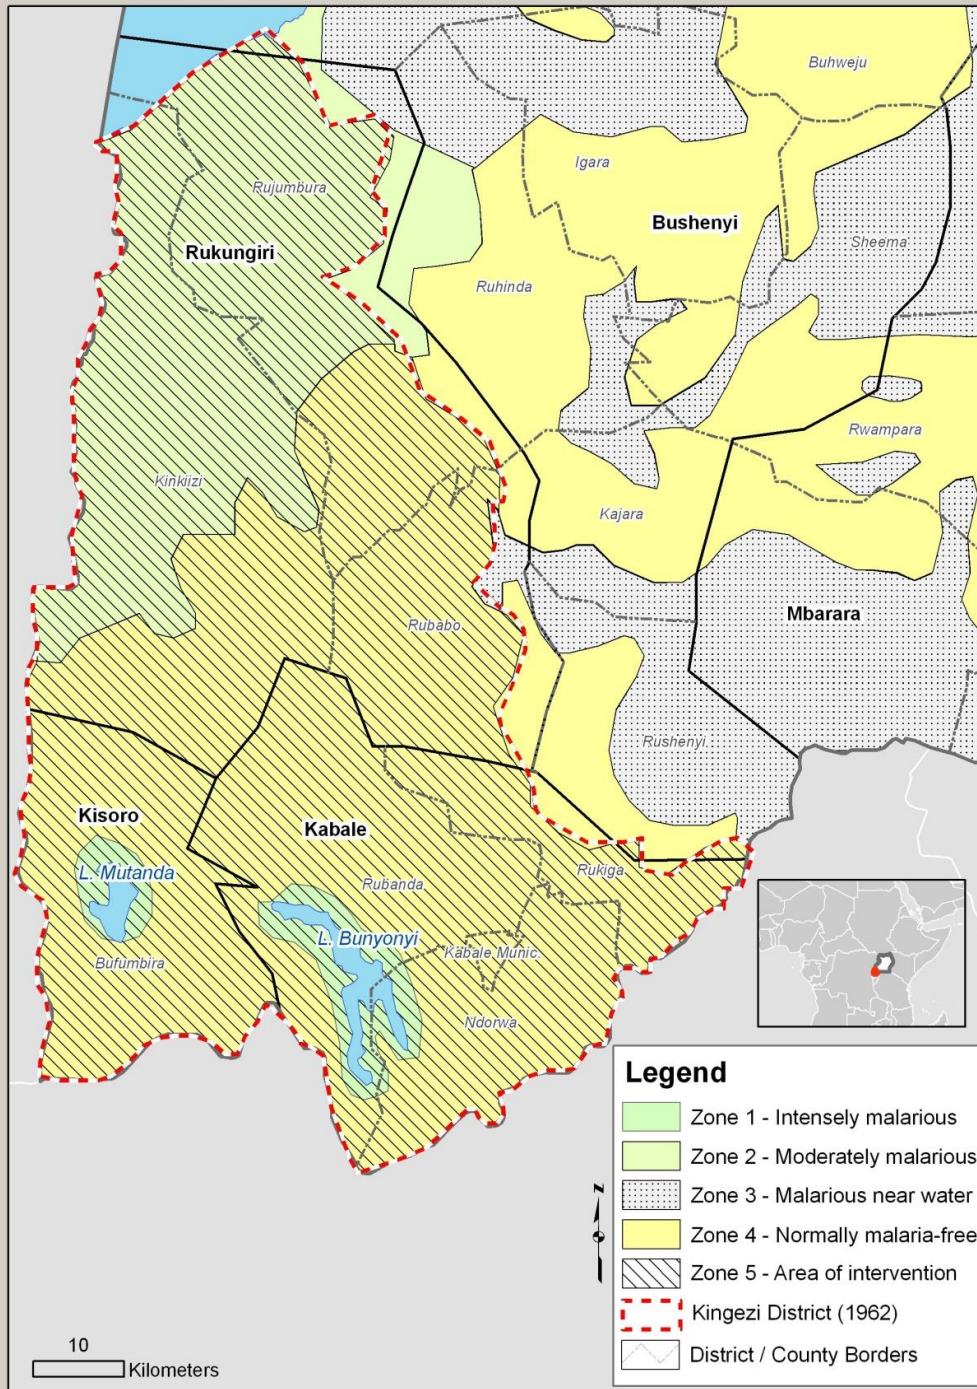 Buhweju
Igara
Rujumbura
Bushenyi
Rukungiri
Sheema
Ruhinda
Rwampara
Kinkiizi
Kajara
Mbarara
Rubabo
Rushenyi
Kisoro
Kabale
L. Mutanda
Rubanda
Rukiga
L. Bunyonyi
Kabale Munic.
Bufumbira
Ndorwa
Legend
Zone 1 - Intensely malarious
Zone 2 - Moderately malarious
Zone 3 - Malarious near water
Zone 4 - Normally malaria-free
Zone 5 - Area of intervention
Kingezi District (1962)
District / County Borders
N
10
Kilometers